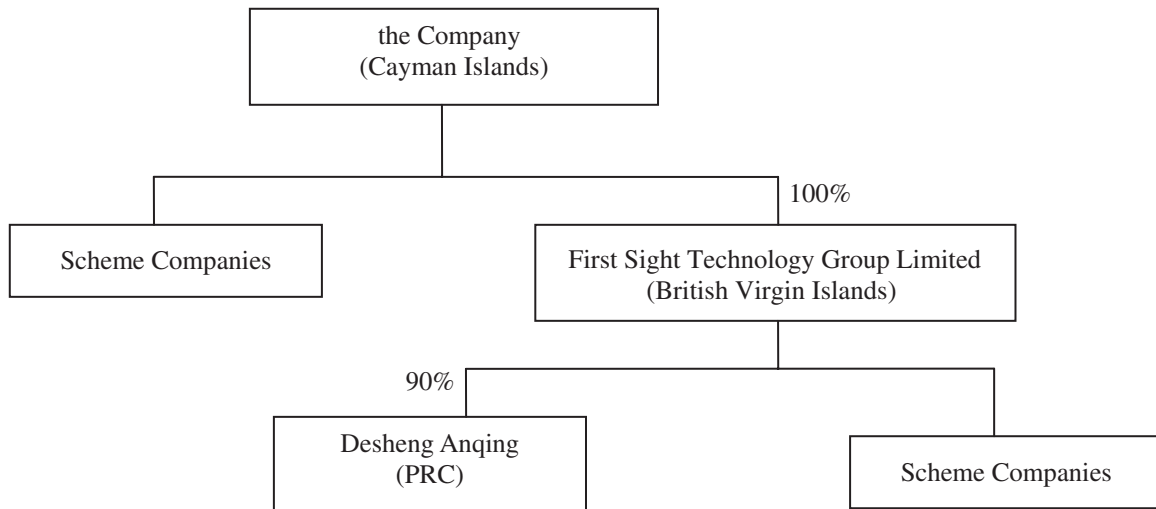 the Company
(Cayman Islands)
100%
Scheme Companies
First Sight Technology Group Limited
(British Virgin Islands)
90%
Desheng Anqing
(PRC)
Scheme Companies